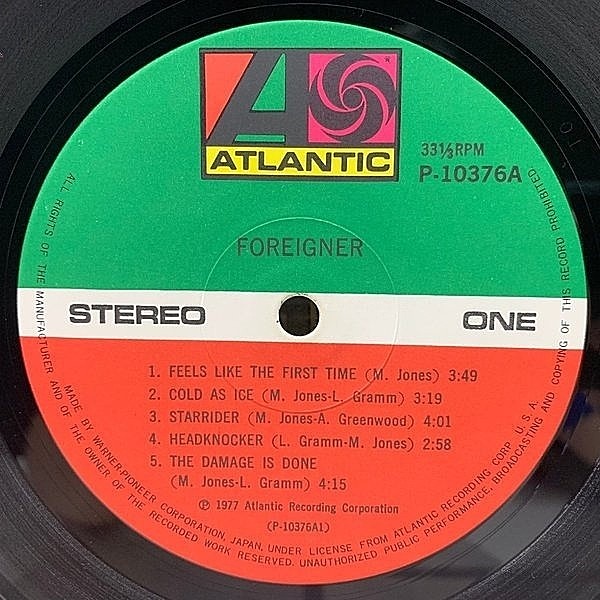 ATLANTIC
33⅓RPM
P-10376A
FOREIGNER
STEREO
ONE
1. FEELS LIKE THE FIRST TIME (M. Jones) 3:49
2. COLD AS ICE (M. Jones-L. Gramm) 3:19
3. STARRIDER (M. Jones-A. Greenwood) 4:01
4. HEADKNOCKER (L. Gramm-M. Jones) 2:58
5. THE DAMAGE IS DONE
(M. Jones-L. Gramm) 4:15
℗ 1977 Atlantic Recording Corporation
(P-10376A1)
MADE BY WARNER-PIONEER CORPORATION, JAPAN, UNDER LICENSE FROM ATLANTIC RECORDING CORP. U.S.A.
ALL RIGHTS OF THE MANUFACTURER AND OF THE OWNER OF THE RECORDED WORK RESERVED. UNAUTHORIZED PUBLIC PERFORMANCE, BROADCASTING AND COPYING OF THIS RECORD PROHIBITED